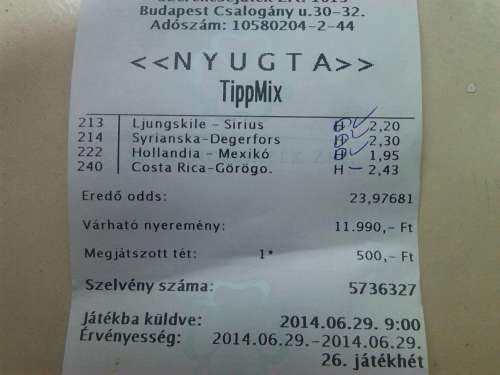 Budapest Csalogány u.30-32.
Adószám: 10580204-2-44
<<NYUGTA>>
TippMix
213 Ljungskile - Sirius H 2,20
214 Syrianska-Degerfors H 2,30
222 Hollandia - Mexikó H 1,95
240 Costa Rica-Görögo. H 2,43
Eredő odds: 23,97681
Várható nyeremény: 11.990,- Ft
Megjátszott tét: 1* 500,- Ft
Szelvény száma: 5736327
Játékba küldve: 2014.06.29. 9:00
Érvényesség: 2014.06.29.-2014.06.29.
26. játékhét